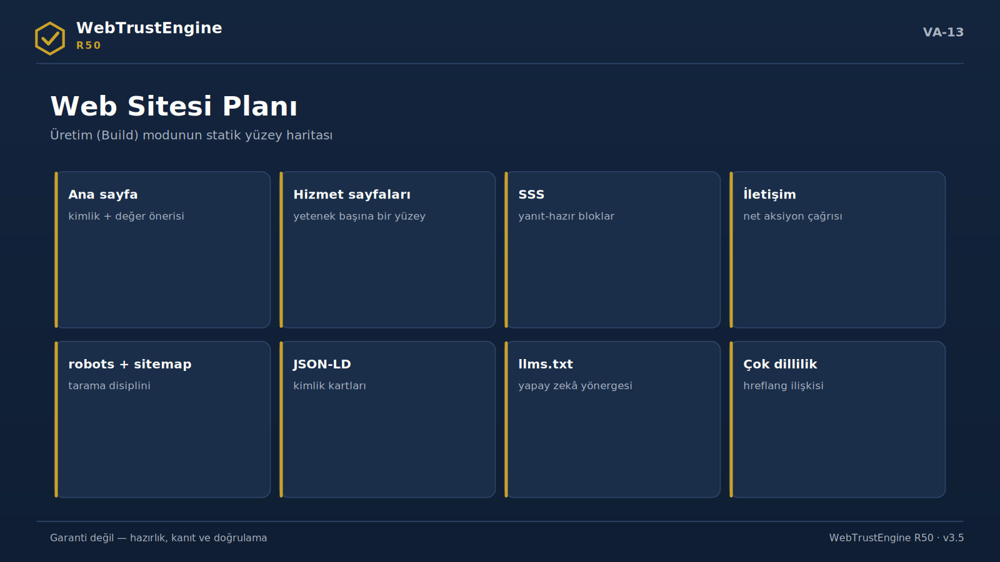 WebTrustEngine
R50
VA-13
Web Sitesi Planı
Üretim (Build) modunun statik yüzey haritası
Ana sayfa
kimlik + değer önerisi
Hizmet sayfaları
yetenek başına bir yüzey
SSS
yanıt-hazır bloklar
İletişim
net aksiyon çağrısı
robots + sitemap
tarama disiplini
JSON-LD
kimlik kartları
llms.txt
yapay zekâ yönergesi
Çok dillilik
hreflang ilişkisi
Garanti değil — hazırlık, kanıt ve doğrulama
WebTrustEngine R50 · v3.5